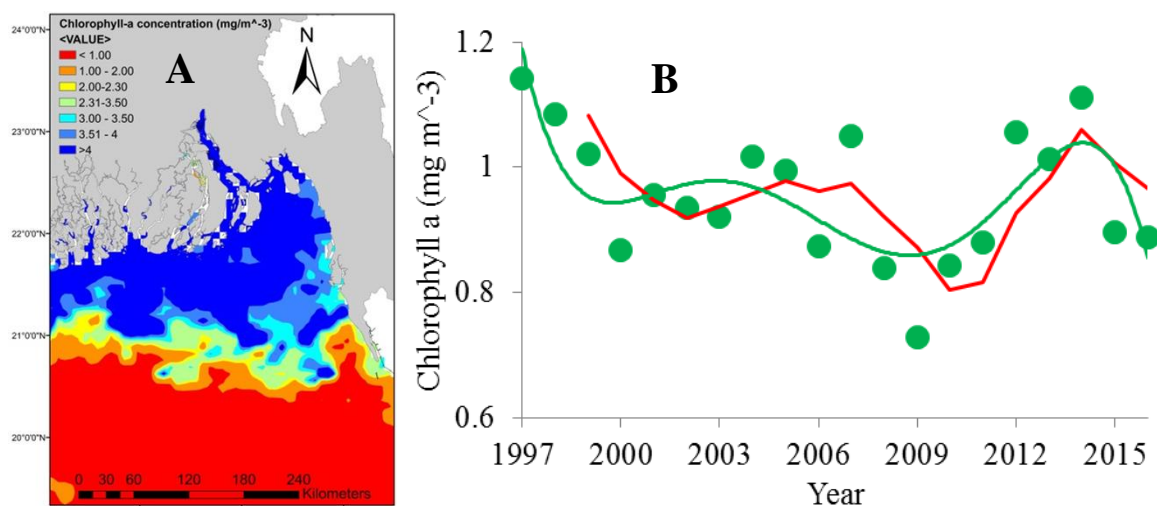 Chlorophyll-a concentration (mg/m^-3)
<VALUE>
< 1.00
1.00 - 2.00
2.00-2.30
2.31-3.50
3.00 - 3.50
3.51 - 4
>4
A
N
24°0'0"N
23°0'0"N
22°0'0"N
21°0'0"N
20°0'0"N
0 30 60 120 180 240
Kilometers
B
Chlorophyll a (mg m^-3)
1.2
1
0.8
0.6
1997 2000 2003 2006 2009 2012 2015
Year